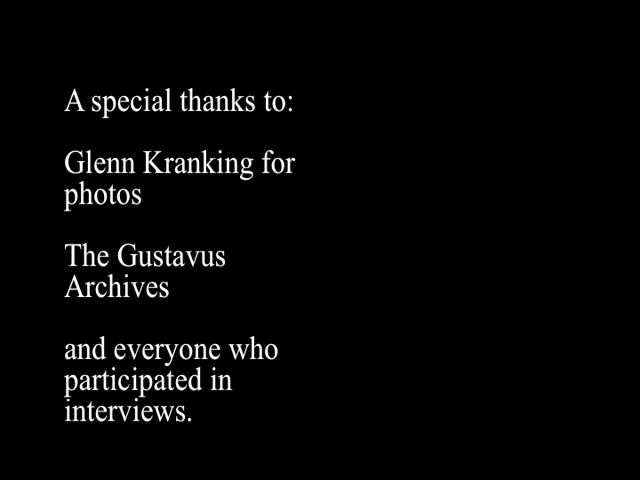 A special thanks to:
Glenn Kranking for
photos
The Gustavus
Archives
and everyone who
participated in
interviews.